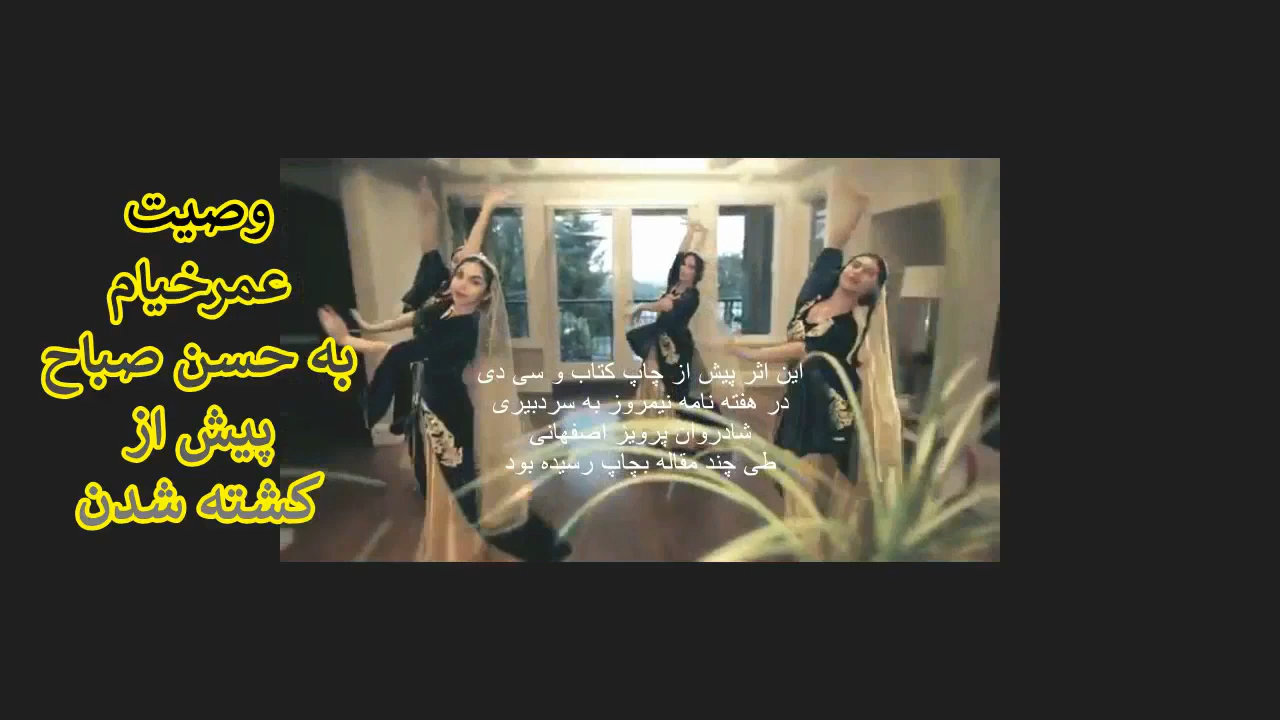 وصیت
عمرخیام
به حسن صباح
پیش از
کشته شدن
این اثر پیش از چاپ کتاب و سی دی
در هفته نامه نیمروز به سردبیری
شادروان پرویز اصفهانی
طی چند مقاله بچاپ رسیده بود